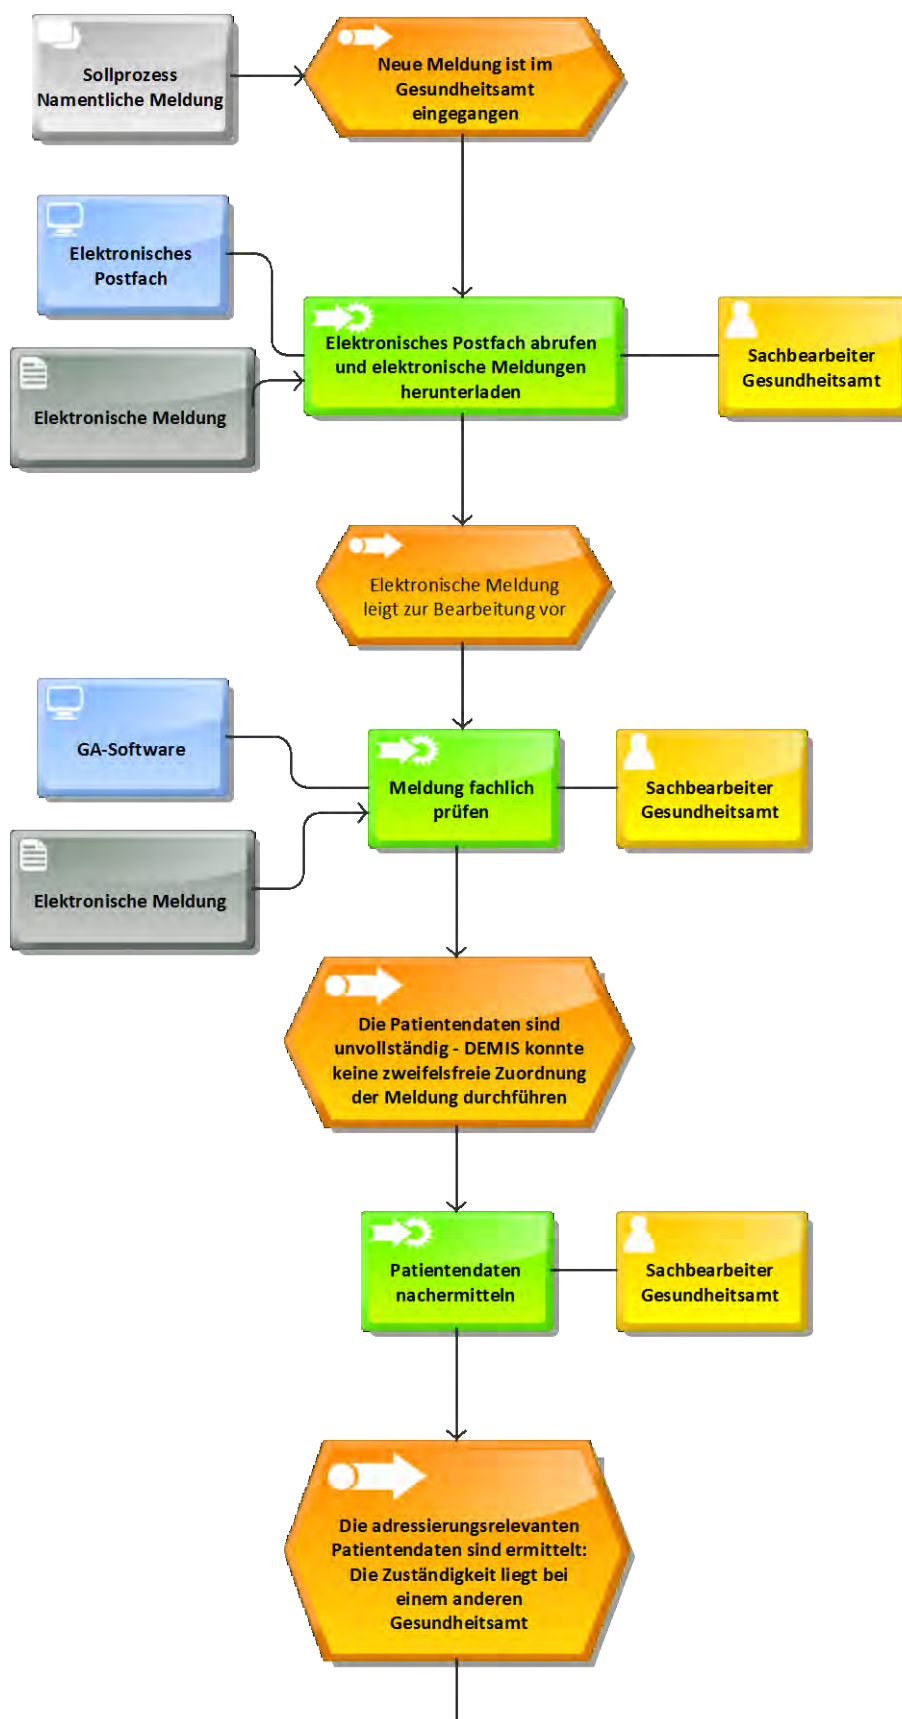 Sollprozess
Namentliche Meldung
Neue Meldung ist im
Gesundheitsamt
eingegangen
Elektronisches
Postfach
Elektronische Meldung
Elektronisches Postfach abrufen
und elektronische Meldungen
herunterladen
Sachbearbeiter
Gesundheitsamt
Elektronische Meldung
leigt zur Bearbeitung vor
GA-Software
Elektronische Meldung
Meldung fachlich
prüfen
Sachbearbeiter
Gesundheitsamt
Die Patientendaten sind
unvollständig - DEMIS konnte
keine zweifelsfreie Zuordnung
der Meldung durchführen
Patientendaten
nachermitteln
Sachbearbeiter
Gesundheitsamt
Die adressierungsrelevanten
Patientendaten sind ermittelt:
Die Zuständigkeit liegt bei
einem anderen
Gesundheitsamt